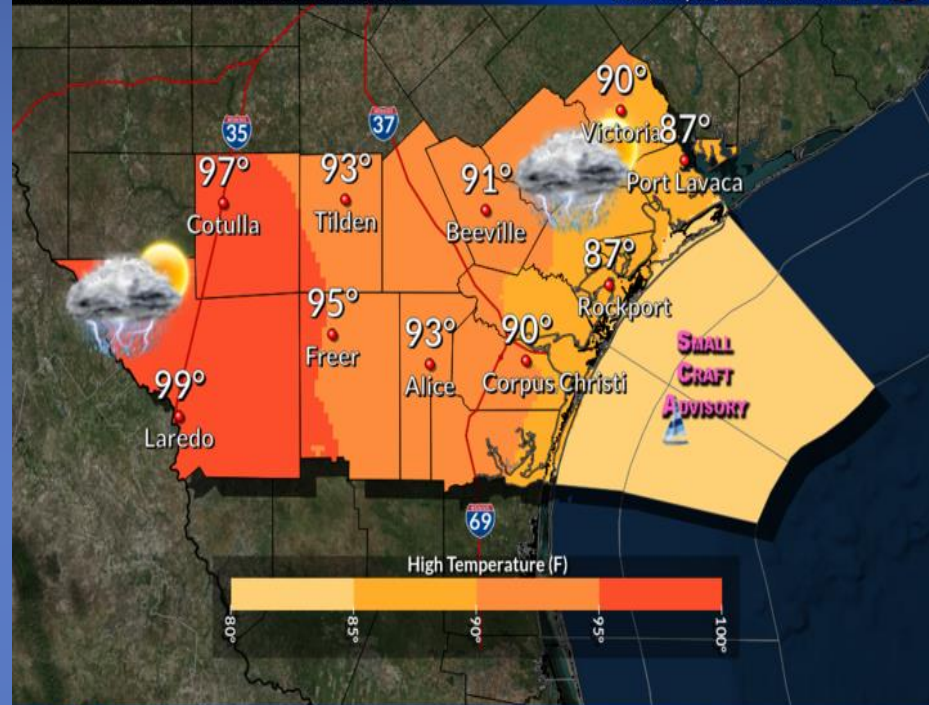 90°
Victoria
87°
Port Lavaca
35
37
97°
Cotulla
93°
Tilden
91°
Beeville
87°
Rockport
95°
Freer
93°
Alice
90°
Corpus Christi
SMALL
CRAFT
ADVISORY
99°
Laredo
69
High Temperature (F)
80° 85° 90° 95° 100°